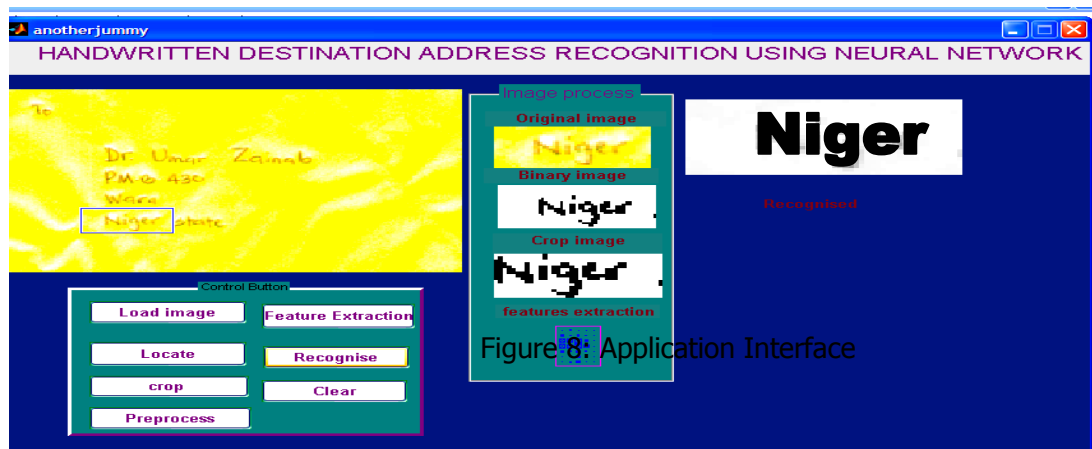 anotherjummy
HANDWRITTEN DESTINATION ADDRESS RECOGNITION USING NEURAL NETWORK
To
Dr. Umar Zainab
P.M.B 430
Wara
Niger state
Control Button
Load image
Feature Extraction
Locate
Recognise
crop
Clear
Preprocess
Image process
Original image
Niger
Binary image
Niger .
Crop image
Niger .
features extraction
Niger
Recognised
Figure 8: Application Interface